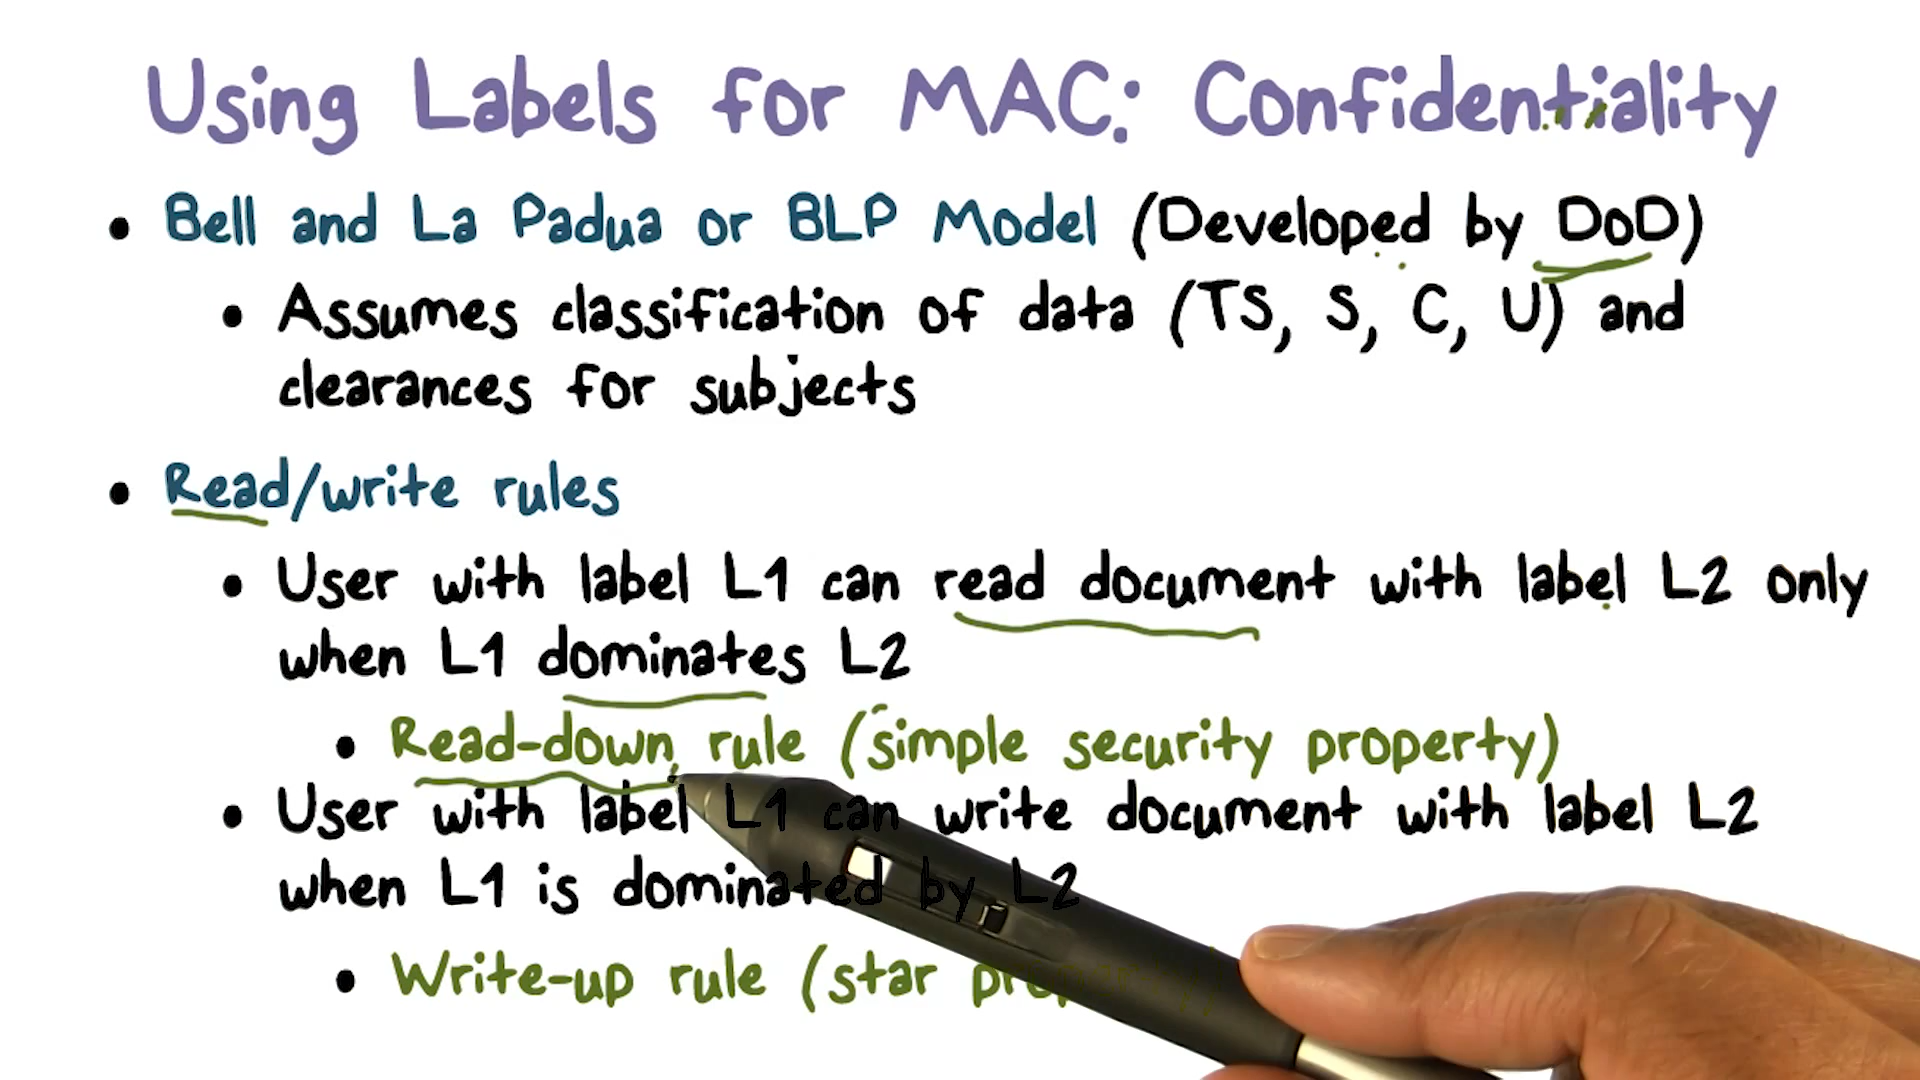 Using Labels for MAC: Confidentiality
• Bell and La Padua or BLP Model (Developed by DoD)
• Assumes classification of data (TS, S, C, U) and
clearances for subjects
• Read/write rules
• User with label L1 can read document with label L2 only
when L1 dominates L2
• Read-down rule (simple security property)
• User with label L1 can write document with label L2
when L1 is dominated by L2
• Write-up rule (star property)